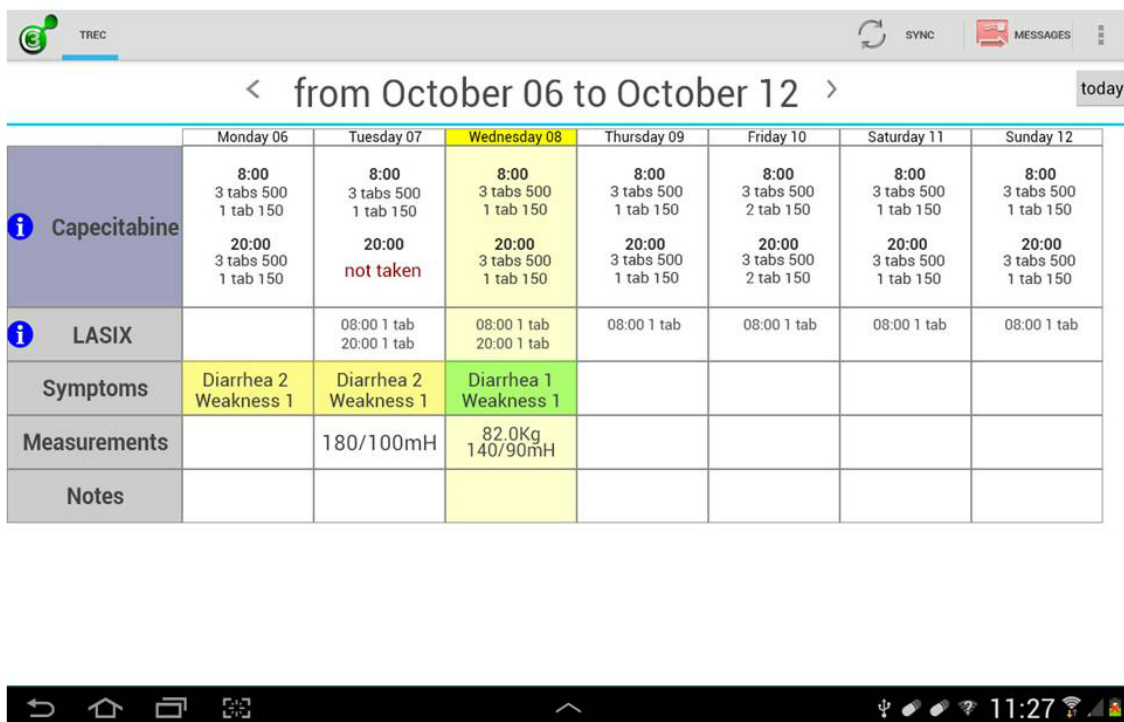 3
TREC
SYNC
MESSAGES
< from October 06 to October 12 >
today
Monday 06 Tuesday 07 Wednesday 08 Thursday 09 Friday 10 Saturday 11 Sunday 12
8:00 8:00 8:00 8:00 8:00 8:00 8:00
3 tabs 500 3 tabs 500 3 tabs 500 3 tabs 500 3 tabs 500 3 tabs 500 3 tabs 500
1 tab 150 1 tab 150 1 tab 150 1 tab 150 2 tab 150 1 tab 150 1 tab 150
i Capecitabine
20:00 20:00 20:00 20:00 20:00 20:00 20:00
3 tabs 500 not taken 3 tabs 500 3 tabs 500 3 tabs 500 3 tabs 500 3 tabs 500
1 tab 150 1 tab 150 1 tab 150 2 tab 150 1 tab 150 1 tab 150
i LASIX
08:00 1 tab 08:00 1 tab 08:00 1 tab 08:00 1 tab 08:00 1 tab 08:00 1 tab
20:00 1 tab 20:00 1 tab
Symptoms
Diarrhea 2 Diarrhea 2 Diarrhea 1
Weakness 1 Weakness 1 Weakness 1
Measurements
180/100mH 82.0Kg
140/90mH
Notes
11:27